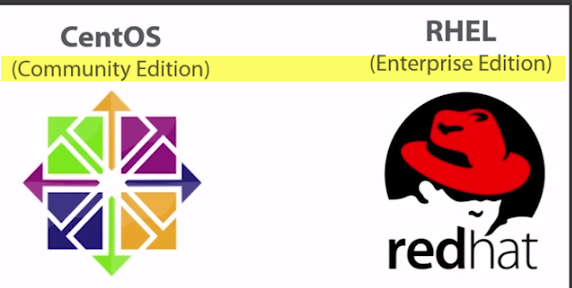 CentOS
(Community Edition)
RHEL
(Enterprise Edition)
redhat